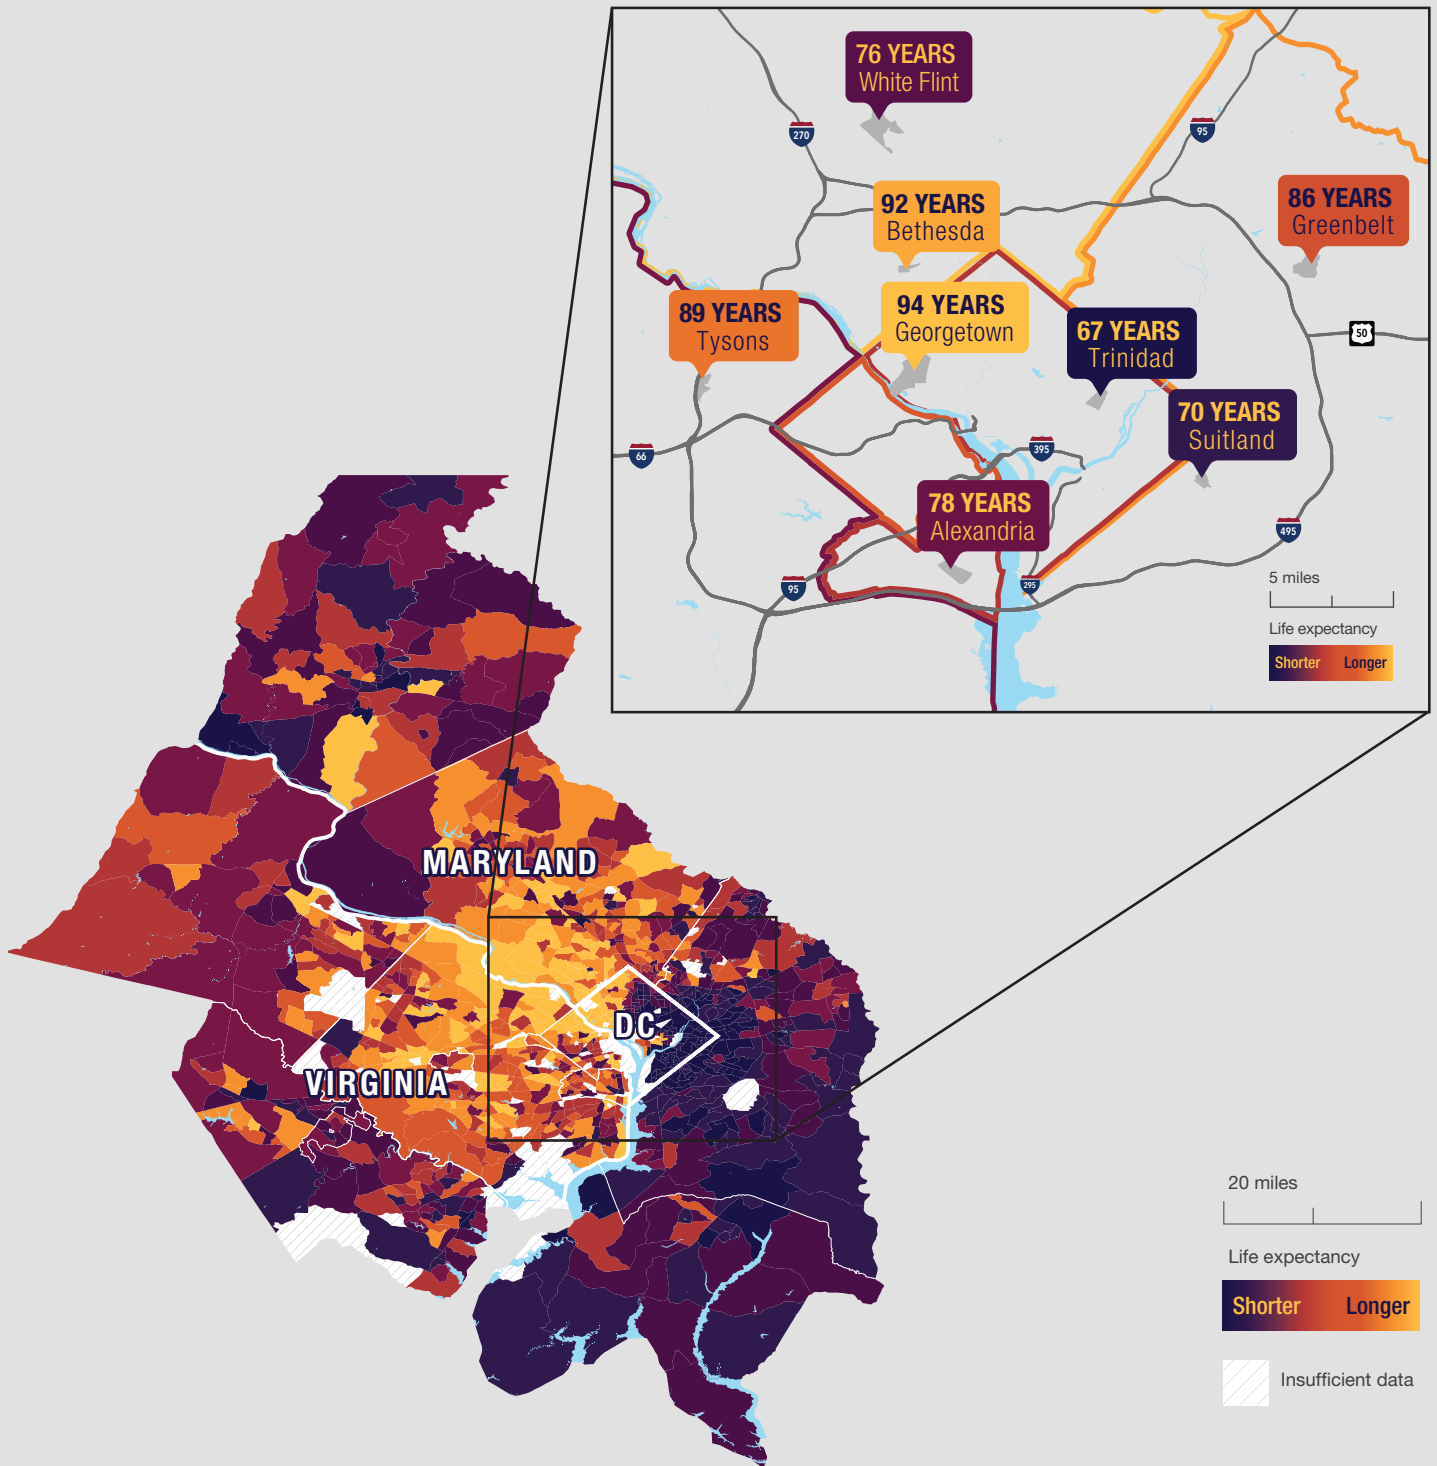 76 YEARS
White Flint
270
95
92 YEARS
Bethesda
86 YEARS
Greenbelt
89 YEARS
Tysons
94 YEARS
Georgetown
67 YEARS
Trinidad
50
70 YEARS
Suitland
66
395
78 YEARS
Alexandria
495
95
295
5 miles
Life expectancy
Shorter Longer
MARYLAND
DC
VIRGINIA
20 miles
Life expectancy
Shorter Longer
Insufficient data